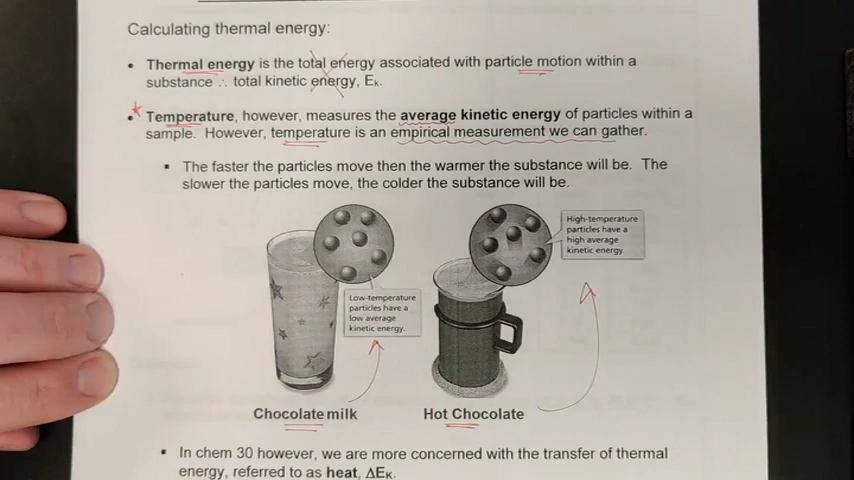 Calculating thermal energy:
• Thermal energy is the total energy associated with particle motion within a
substance ∴ total kinetic energy, Eₖ.
• Temperature, however, measures the average kinetic energy of particles within a
sample. However, temperature is an empirical measurement we can gather.
▪ The faster the particles move then the warmer the substance will be. The
slower the particles move, the colder the substance will be.
High-temperature
particles have a
high average
kinetic energy.
Low-temperature
particles have a
low average
kinetic energy.
Chocolate milk
Hot Chocolate
▪ In chem 30 however, we are more concerned with the transfer of thermal
energy, referred to as heat, ΔEₖ.